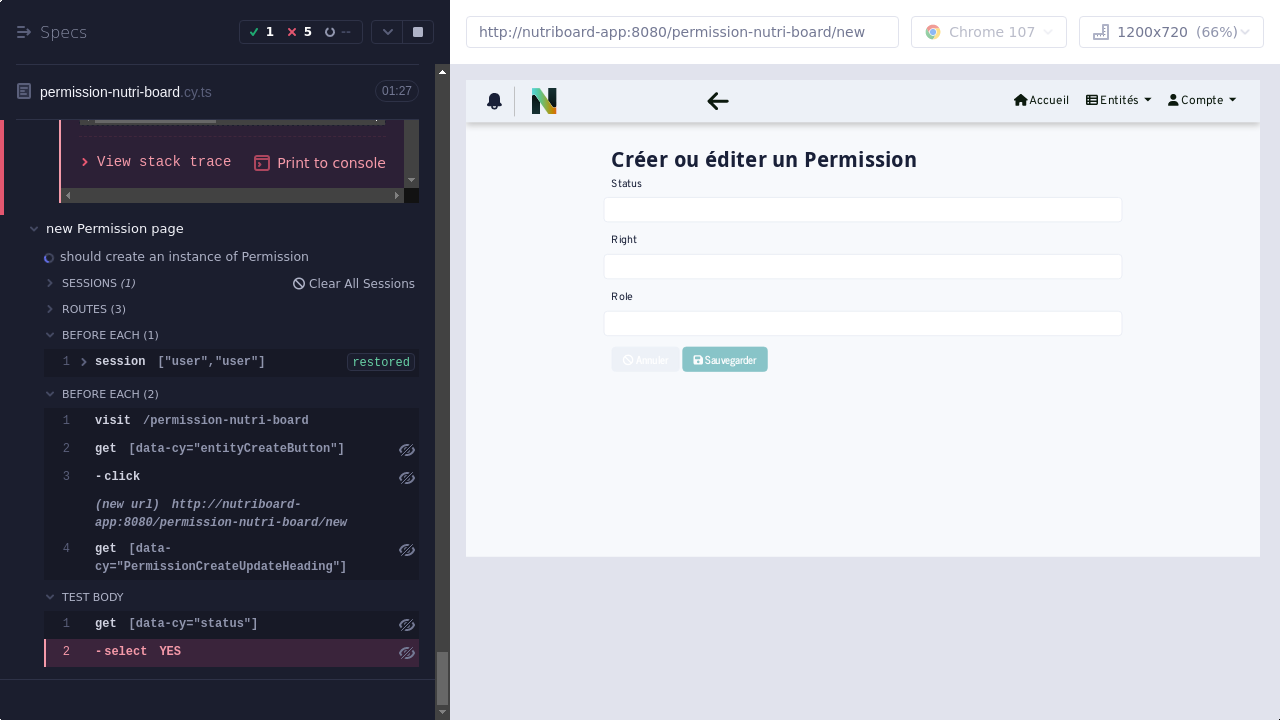 Specs
1 5 --
permission-nutri-board.cy.ts 01:27
View stack trace Print to console
new Permission page
should create an instance of Permission
SESSIONS (1) Clear All Sessions
ROUTES (3)
BEFORE EACH (1)
1 session ["user","user"] restored
BEFORE EACH (2)
1 visit /permission-nutri-board
2 get [data-cy="entityCreateButton"]
3 -click
(new url) http://nutriboard-
app:8080/permission-nutri-board/new
4 get [data-
cy="PermissionCreateUpdateHeading"]
TEST BODY
1 get [data-cy="status"]
2 -select YES
http://nutriboard-app:8080/permission-nutri-board/new Chrome 107 1200x720 (66%)
N Accueil Entités Compte
Créer ou éditer un Permission
Status
Right
Role
Annuler Sauvegarder